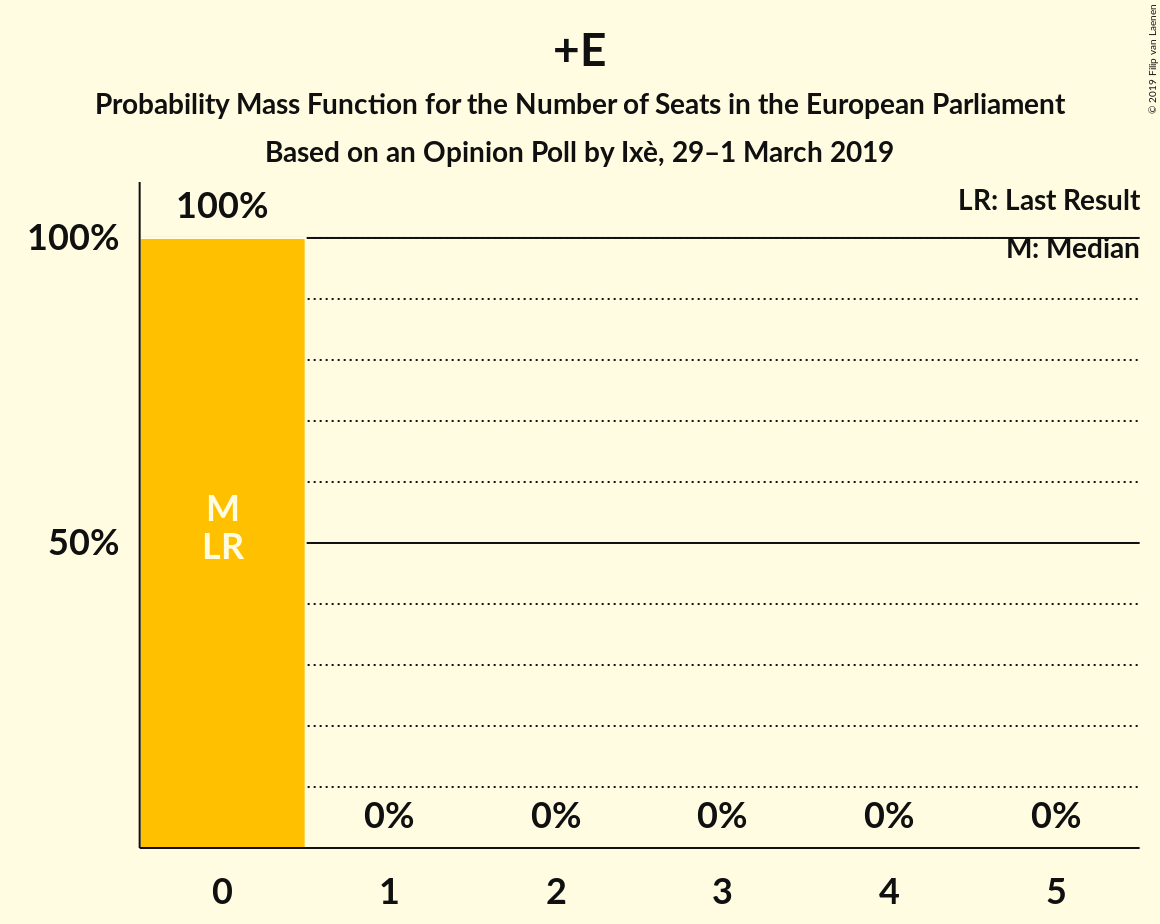 +E
Probability Mass Function for the Number of Seats in the European Parliament
Based on an Opinion Poll by Ixè, 29–1 March 2019
© 2019 Filip van Laenen
LR: Last Result
M: Median
100%
100%
50%
M
LR
0% 0% 0% 0% 0%
0 1 2 3 4 5